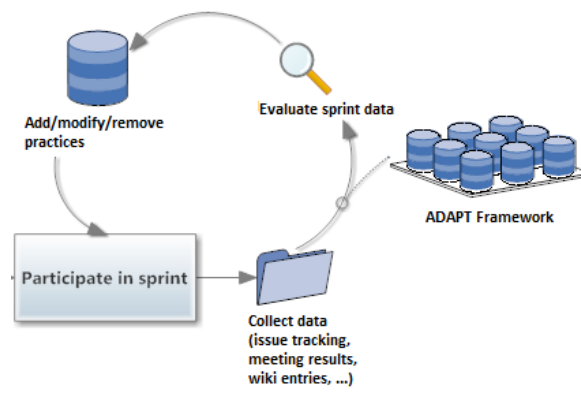 Evaluate sprint data
Add/modify/remove
practices
ADAPT Framework
Participate in sprint
Collect data
(issue tracking,
meeting results,
wiki entries, ...)